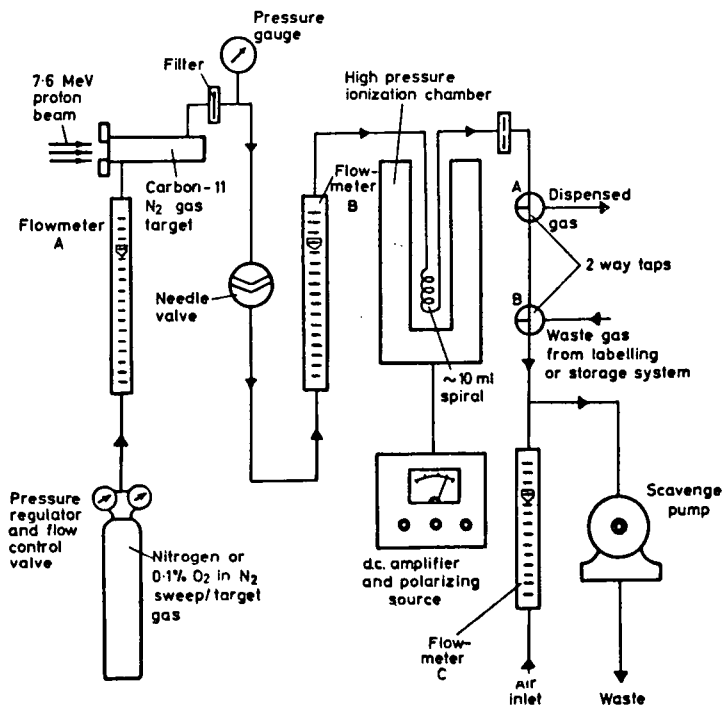 Pressure
gauge
Filter
7·6 MeV
proton
beam
High pressure
ionization chamber
Carbon-11
N₂ gas
target
Flow-
meter
B
Flowmeter
A
A
Dispensed
gas
2 way taps
Needle
valve
B
Waste gas
from labelling
or storage system
~10 ml
spiral
Pressure
regulator
and flow
control
valve
Nitrogen or
0·1% O₂ in N₂
sweep/target
gas
d.c. amplifier
and polarizing
source
Scavenge
pump
Flow-
meter
C
Air
inlet
Waste